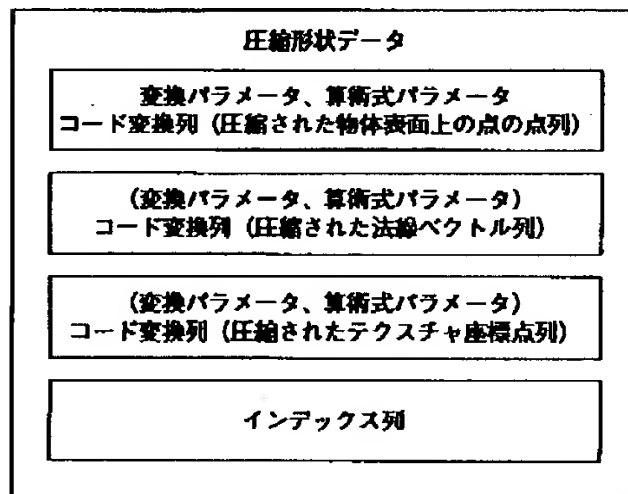 圧縮形状データ
変換パラメータ、算術式パラメータ
コード変換列（圧縮された物体表面上の点の点列）
（変換パラメータ、算術式パラメータ）
コード変換列（圧縮された法線ベクトル列）
（変換パラメータ、算術式パラメータ）
コード変換列（圧縮されたテクスチャ座標点列）
インデックス列